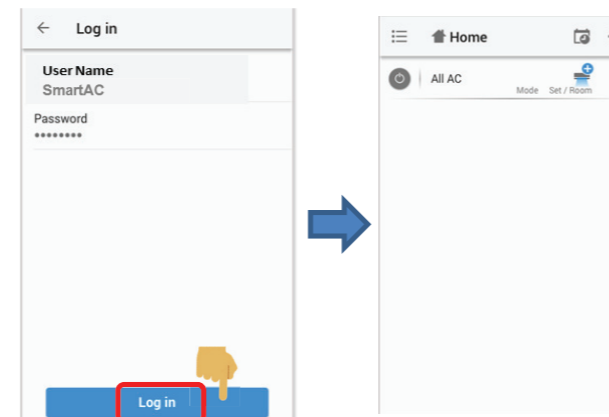 Log in
User Name
SmartAC
Password
••••••••
Log in
Home
All AC
Mode Set / Room